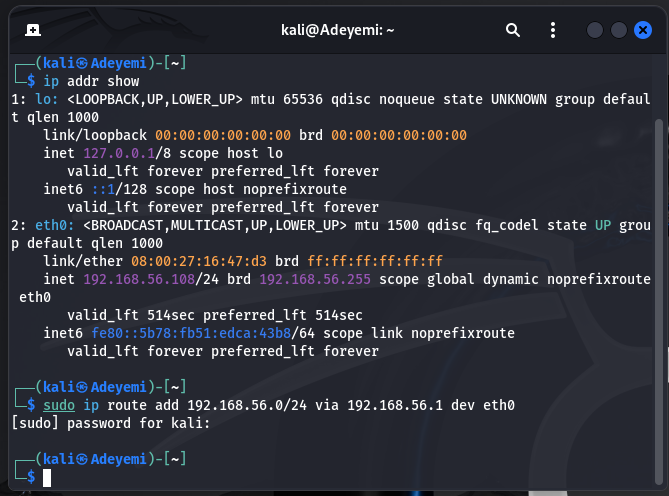 kali@Adeyemi: ~
┌──(kali㉿Adeyemi)-[~]
└─$ ip addr show
1: lo: <LOOPBACK,UP,LOWER_UP> mtu 65536 qdisc noqueue state UNKNOWN group defaul
t qlen 1000
    link/loopback 00:00:00:00:00:00 brd 00:00:00:00:00:00
    inet 127.0.0.1/8 scope host lo
       valid_lft forever preferred_lft forever
    inet6 ::1/128 scope host noprefixroute
       valid_lft forever preferred_lft forever
2: eth0: <BROADCAST,MULTICAST,UP,LOWER_UP> mtu 1500 qdisc fq_codel state UP grou
p default qlen 1000
    link/ether 08:00:27:16:47:d3 brd ff:ff:ff:ff:ff:ff
    inet 192.168.56.108/24 brd 192.168.56.255 scope global dynamic noprefixroute
 eth0
       valid_lft 514sec preferred_lft 514sec
    inet6 fe80::5b78:fb51:edca:43b8/64 scope link noprefixroute
       valid_lft forever preferred_lft forever
┌──(kali㉿Adeyemi)-[~]
└─$ sudo ip route add 192.168.56.0/24 via 192.168.56.1 dev eth0
[sudo] password for kali:
┌──(kali㉿Adeyemi)-[~]
└─$